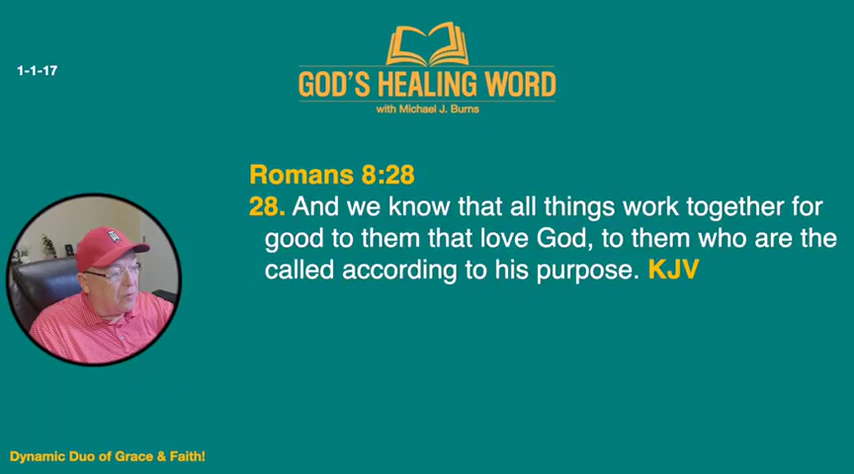 1-1-17
GOD'S HEALING WORD
with Michael J. Burns
Romans 8:28
28. And we know that all things work together for
good to them that love God, to them who are the
called according to his purpose. KJV
Dynamic Duo of Grace & Faith!